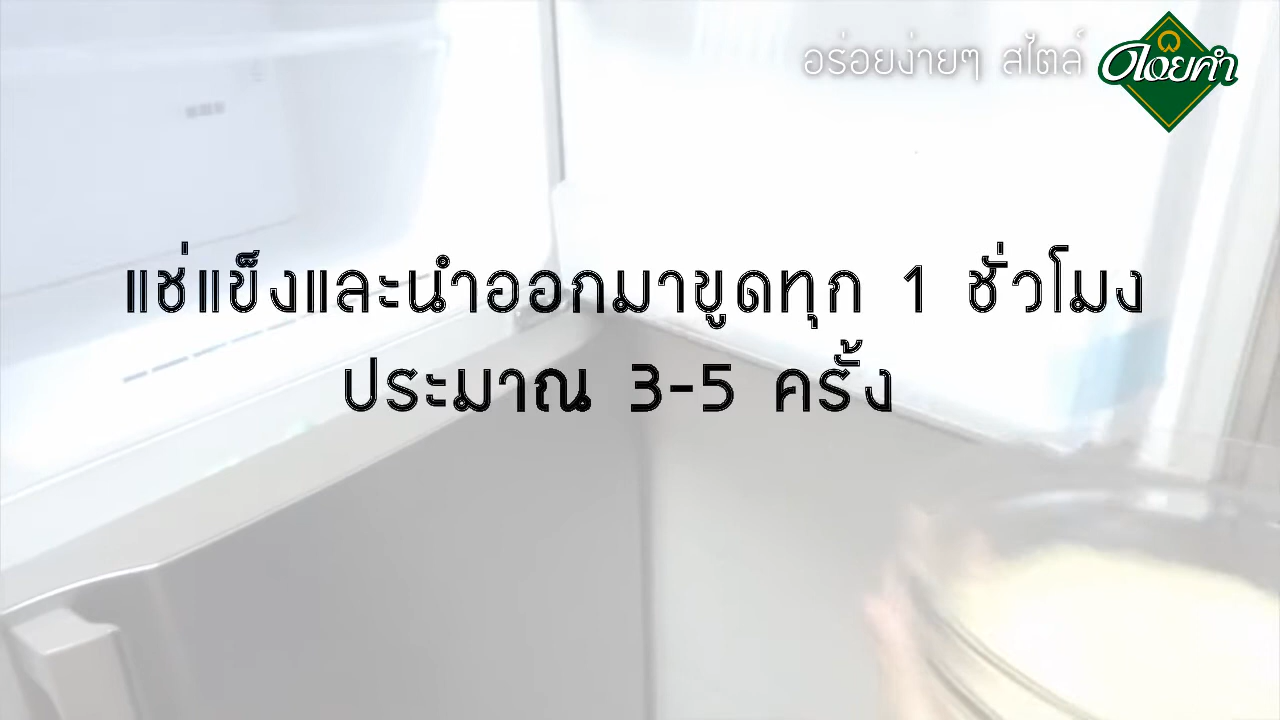 อร่อยง่ายๆ สไตล์ ดอยคำ
แช่แข็งและนำออกมาขูดทุก 1 ชั่วโมง
ประมาณ 3-5 ครั้ง